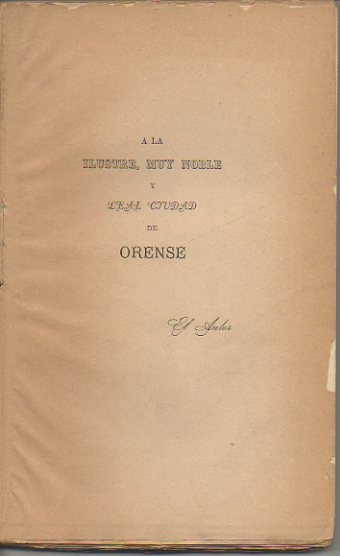 A LA
ILUSTRE, MUY NOBLE
Y
LEAL CIUDAD
DE
ORENSE
El Autor